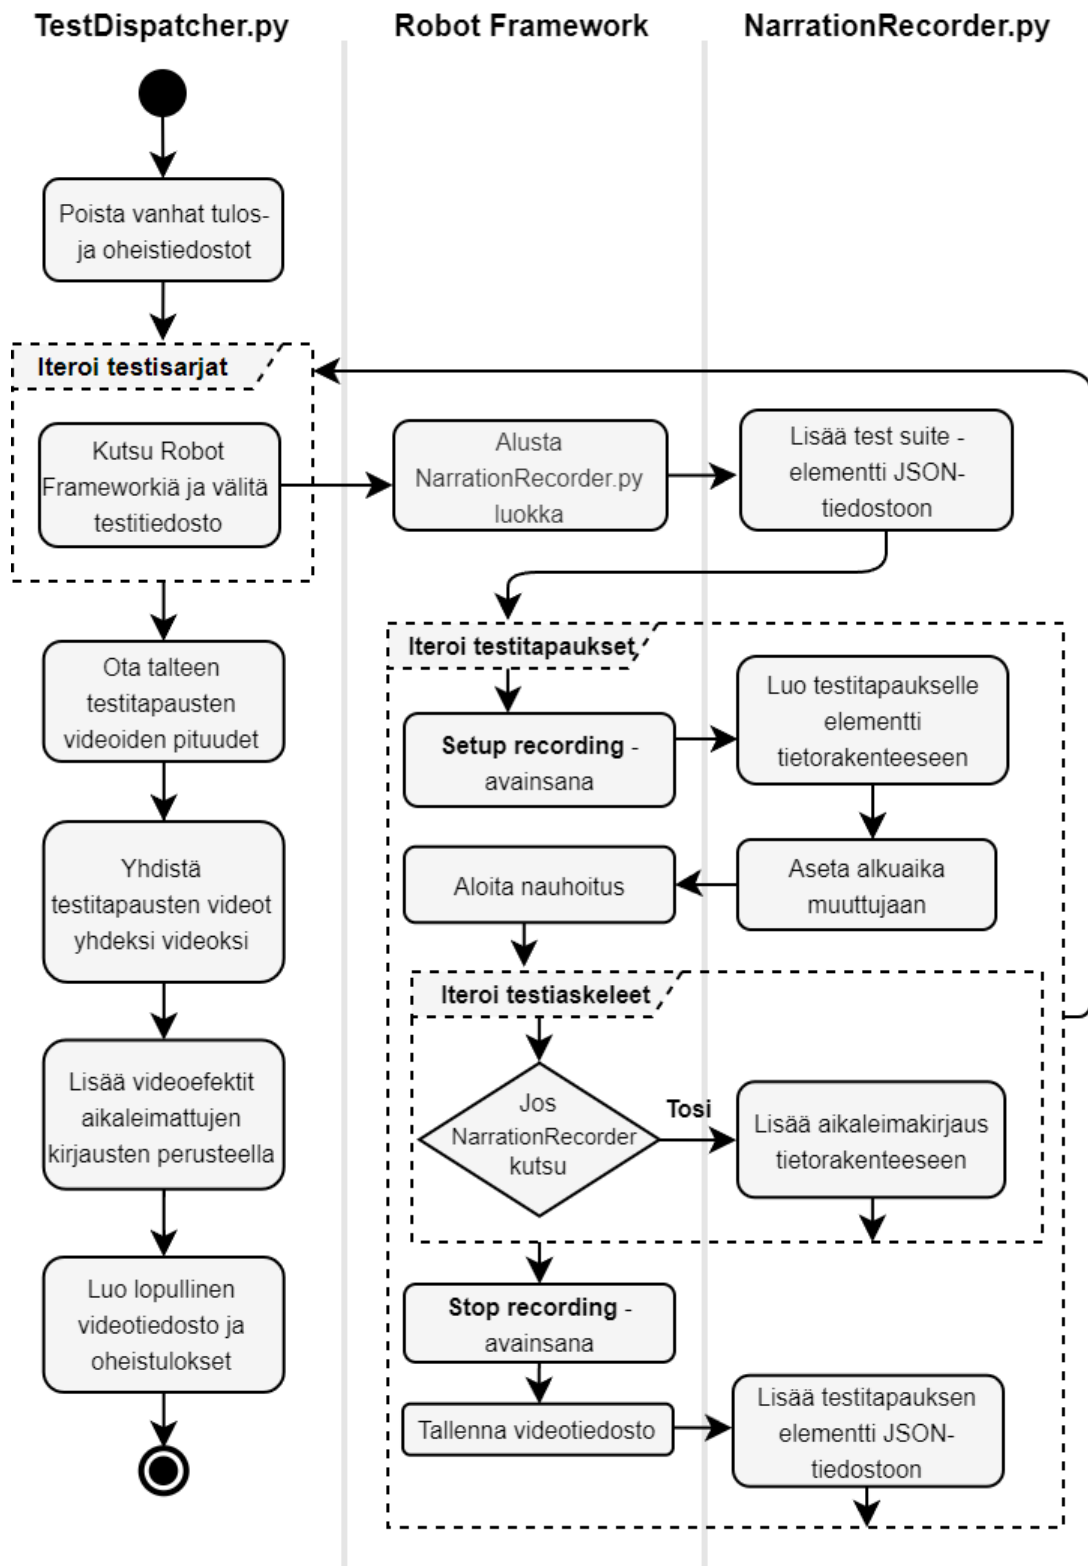 TestDispatcher.py
Robot Framework
NarrationRecorder.py
Poista vanhat tulos-
ja oheistiedostot
Iteroi testisarjat
Kutsu Robot
Frameworkiä ja välitä
testitiedosto
Alusta
NarrationRecorder.py
luokka
Lisää test suite -
elementti JSON-
tiedostoon
Iteroi testitapaukset
Ota talteen
testitapausten
videoiden pituudet
Setup recording -
avainsana
Luo testitapaukselle
elementti
tietorakenteeseen
Yhdistä
testitapausten videot
yhdeksi videoksi
Aloita nauhoitus
Aseta alkuaika
muuttujaan
Iteroi testiaskeleet
Lisää videoefektit
aikaleimattujen
kirjausten perusteella
Jos
NarrationRecorder
kutsu
Tosi
Lisää aikaleimakirjaus
tietorakenteeseen
Luo lopullinen
videotiedosto ja
oheistulokset
Stop recording -
avainsana
Tallenna videotiedosto
Lisää testitapauksen
elementti JSON-
tiedostoon